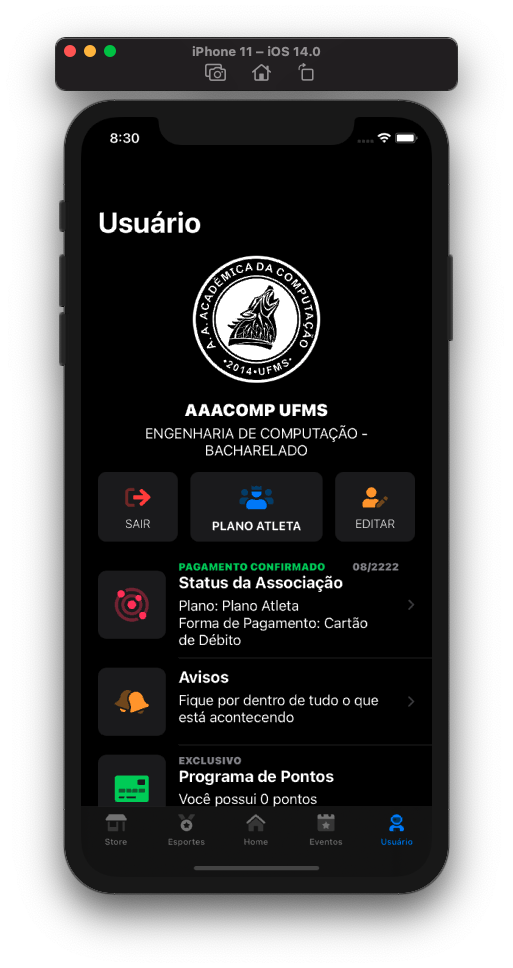 iPhone 11 – iOS 14.0
8:30
Usuário
A. A. ACADÊMICA DA COMPUTAÇÃO
•2014•UFMS•
AAACOMP UFMS
ENGENHARIA DE COMPUTAÇÃO -
BACHARELADO
SAIR
PLANO ATLETA
EDITAR
PAGAMENTO CONFIRMADO 08/2222
Status da Associação
Plano: Plano Atleta
Forma de Pagamento: Cartão
de Débito
Avisos
Fique por dentro de tudo o que
está acontecendo
EXCLUSIVO
Programa de Pontos
Você possui 0 pontos
Store Esportes Home Eventos Usuário